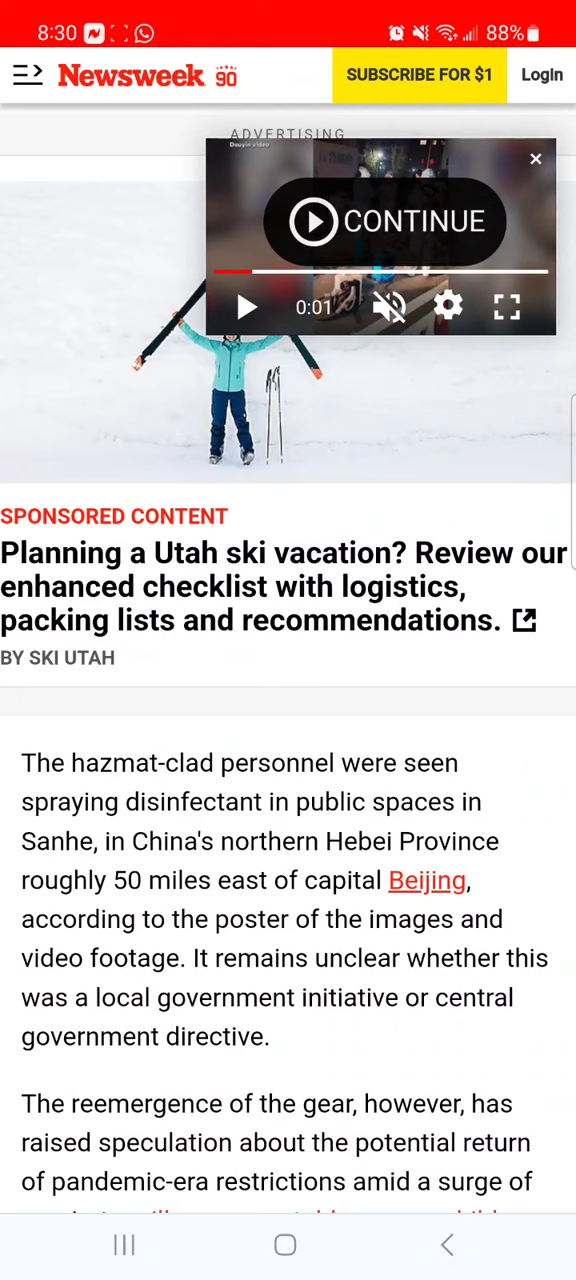 8:30
88%
Newsweek 90
SUBSCRIBE FOR $1
LogIn
ADVERTISING
Douyin video
CONTINUE
0:01
SPONSORED CONTENT
Planning a Utah ski vacation? Review our
enhanced checklist with logistics,
packing lists and recommendations.
BY SKI UTAH
The hazmat-clad personnel were seen
spraying disinfectant in public spaces in
Sanhe, in China's northern Hebei Province
roughly 50 miles east of capital Beijing,
according to the poster of the images and
video footage. It remains unclear whether this
was a local government initiative or central
government directive.
The reemergence of the gear, however, has
raised speculation about the potential return
of pandemic-era restrictions amid a surge of